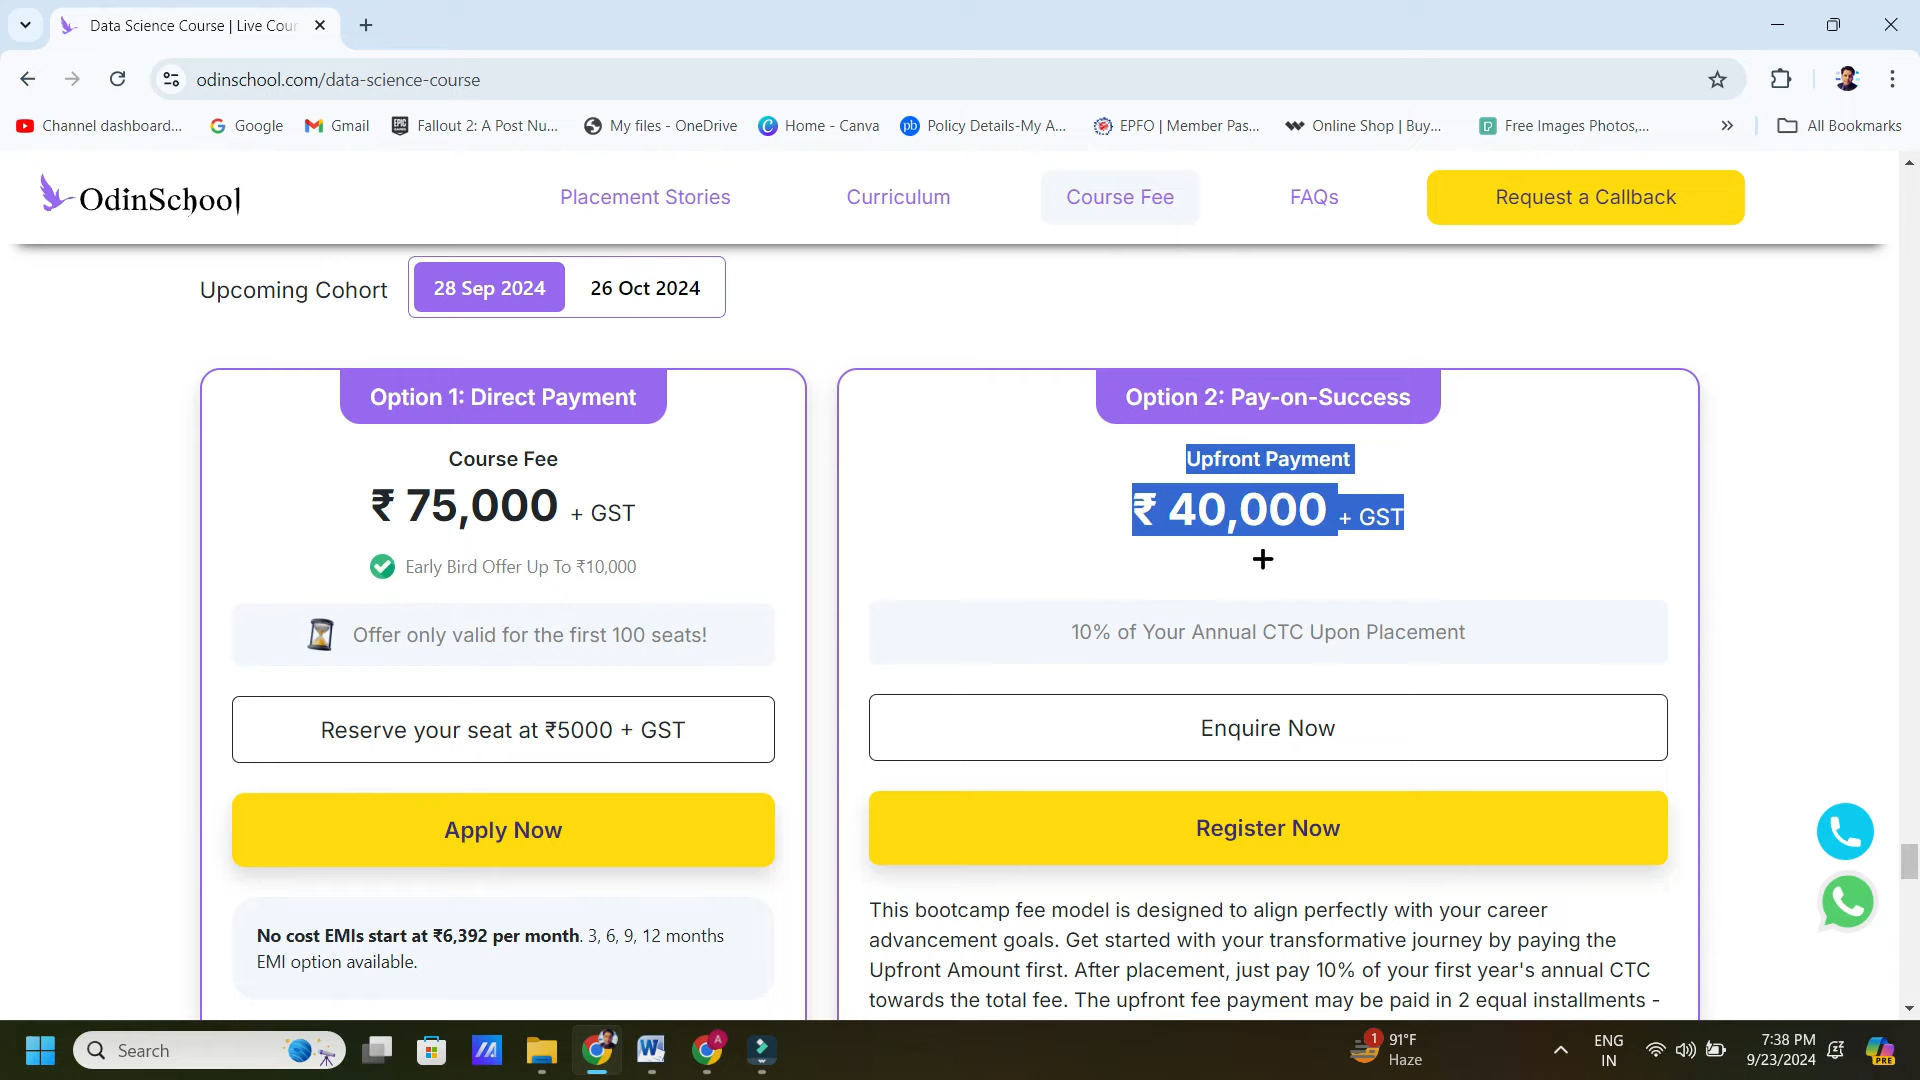 Data Science Course | Live Cour
odinschool.com/data-science-course
Channel dashboard...
Google
Gmail
Fallout 2: A Post Nu...
My files - OneDrive
Home - Canva
Policy Details-My A...
EPFO | Member Pas...
Online Shop | Buy...
Free Images Photos,...
All Bookmarks
OdinSchool
Placement Stories
Curriculum
Course Fee
FAQs
Request a Callback
Upcoming Cohort
28 Sep 2024
26 Oct 2024
Option 1: Direct Payment
Course Fee
₹ 75,000 + GST
Early Bird Offer Up To ₹10,000
Offer only valid for the first 100 seats!
Reserve your seat at ₹5000 + GST
Apply Now
No cost EMIs start at ₹6,392 per month. 3, 6, 9, 12 months
EMI option available.
Option 2: Pay-on-Success
Upfront Payment
₹ 40,000 + GST
+
10% of Your Annual CTC Upon Placement
Enquire Now
Register Now
This bootcamp fee model is designed to align perfectly with your career
advancement goals. Get started with your transformative journey by paying the
Upfront Amount first. After placement, just pay 10% of your first year's annual CTC
towards the total fee. The upfront fee payment may be paid in 2 equal installments -
Search
1
91°F
Haze
ENG
IN
7:38 PM
9/23/2024
PRE